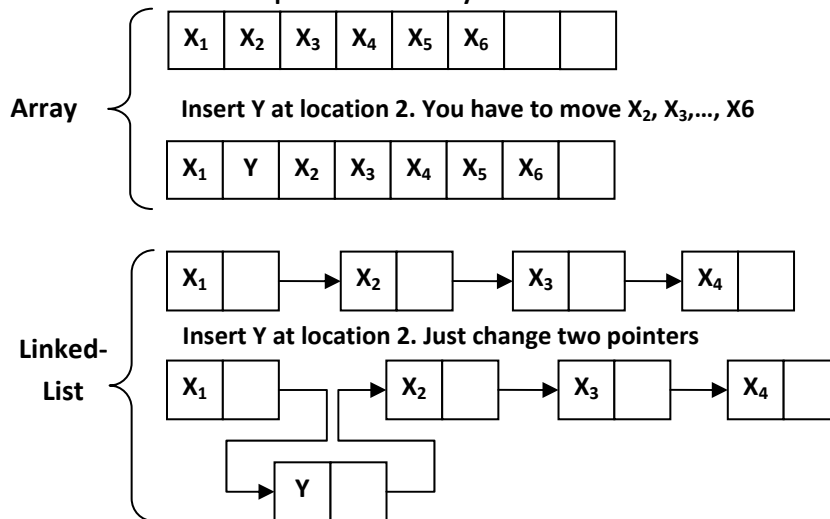 X₁ X₂ X₃ X₄ X₅ X₆
Array
Insert Y at location 2. You have to move X₂, X₃,…, X6
X₁ Y X₂ X₃ X₄ X₅ X₆
X₁ X₂ X₃ X₄
Insert Y at location 2. Just change two pointers
Linked-
List
X₁ X₂ X₃ X₄
Y